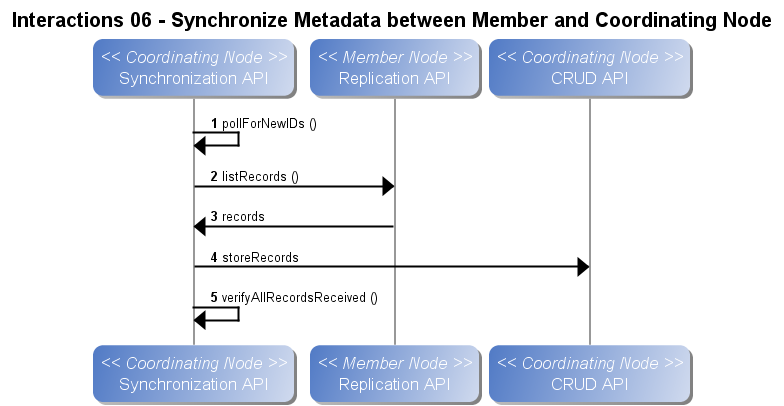 Interactions 06 - Synchronize Metadata between Member and Coordinating Node
<< Coordinating Node >>
Synchronization API
<< Member Node >>
Replication API
<< Coordinating Node >>
CRUD API
1 pollForNewIDs ()
2 listRecords ()
3 records
4 storeRecords
5 verifyAllRecordsReceived ()
<< Coordinating Node >>
Synchronization API
<< Member Node >>
Replication API
<< Coordinating Node >>
CRUD API